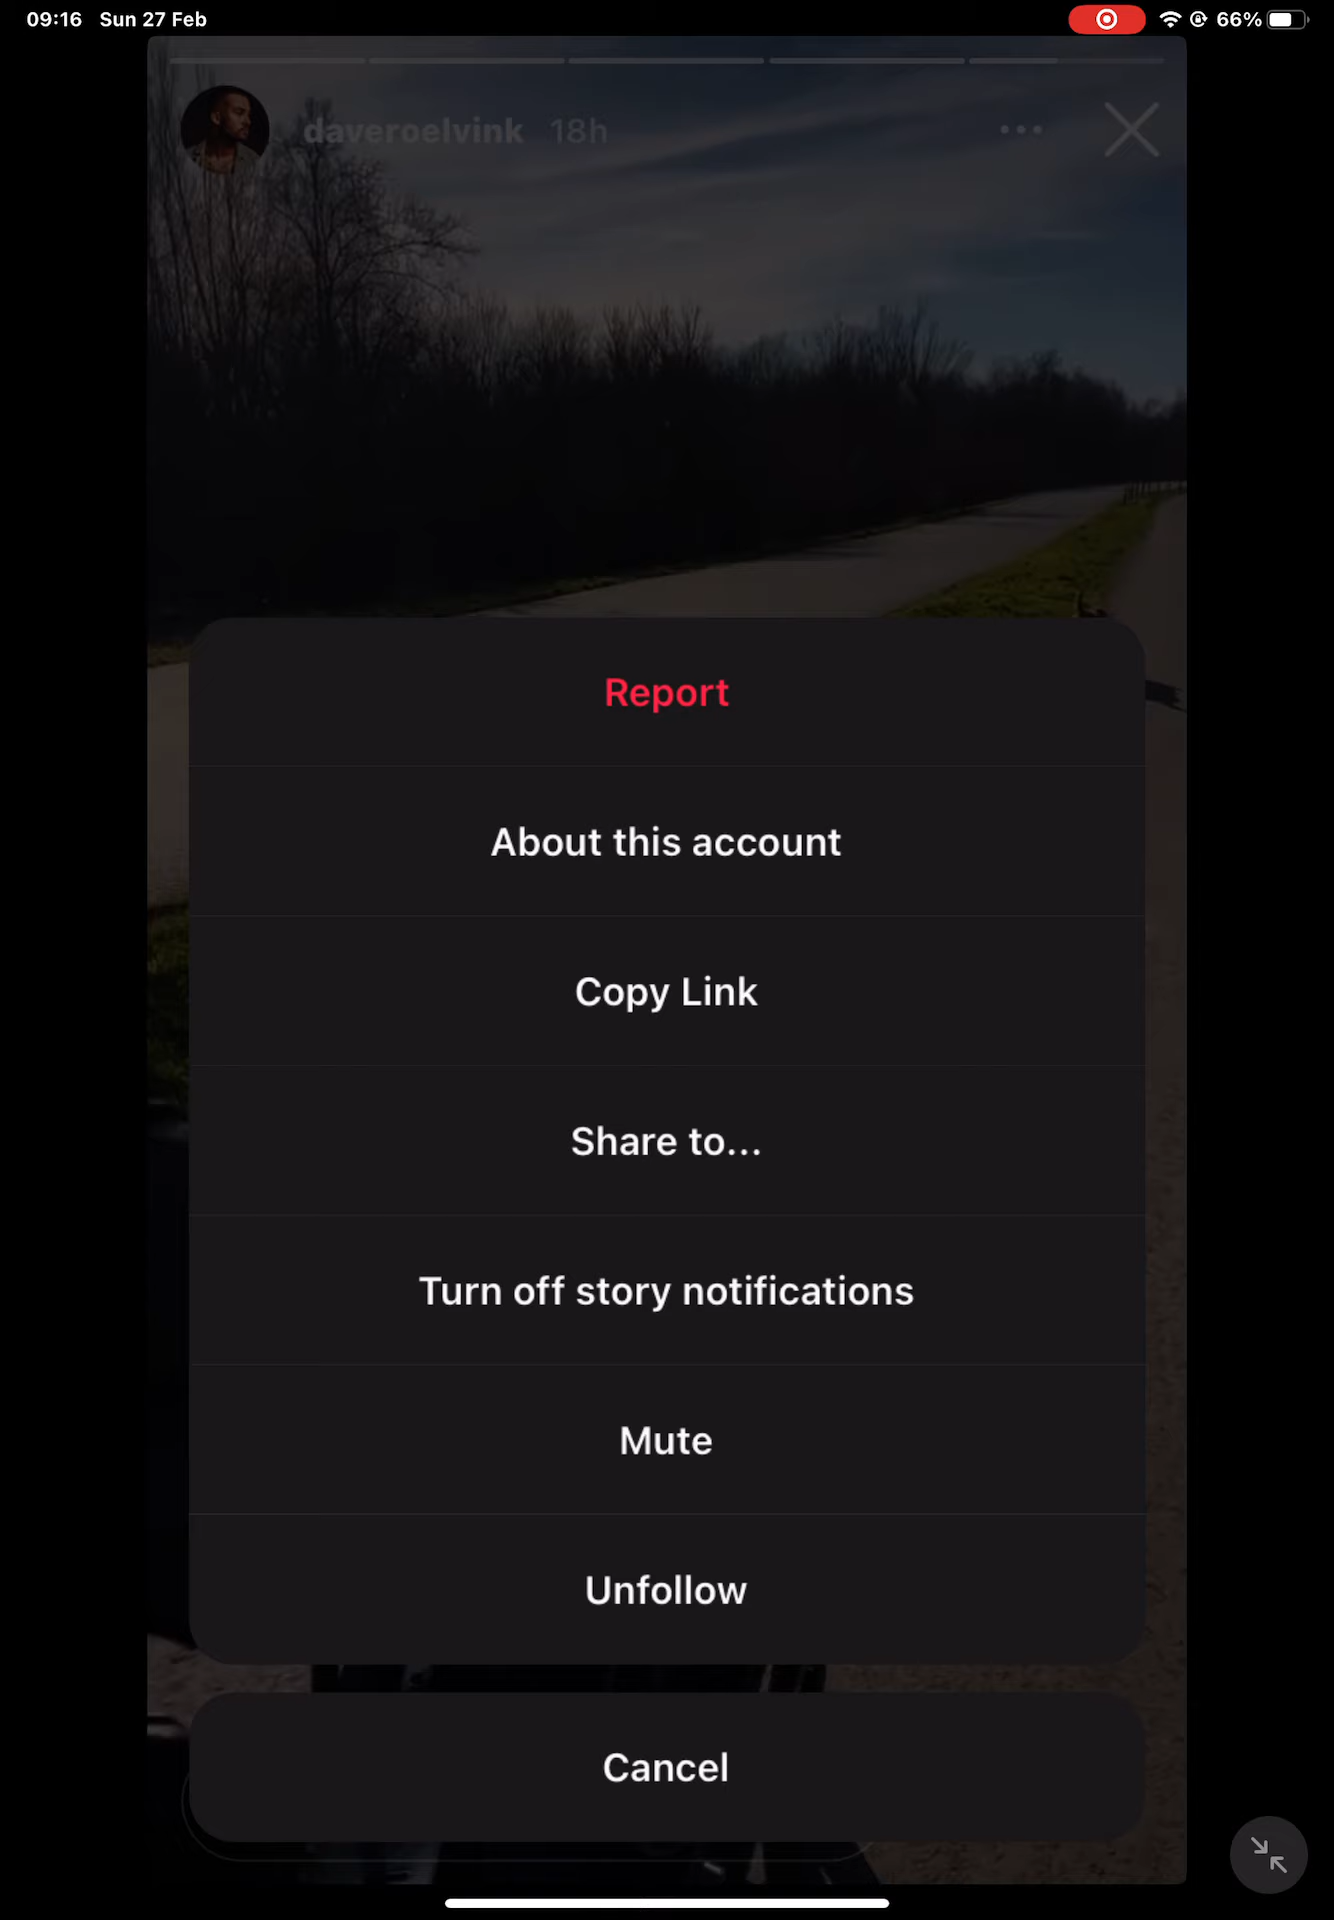 09:16 Sun 27 Feb 66%
daveroelvink 18h
Report
About this account
Copy Link
Share to...
Turn off story notifications
Mute
Unfollow
Cancel